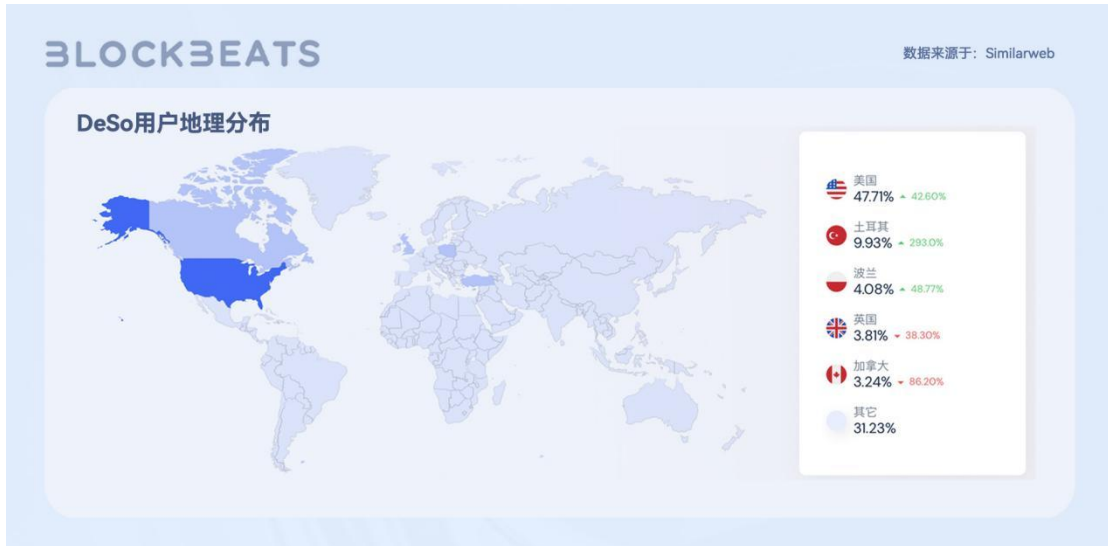 BLOCKBEATS
数据来源于：Similarweb
DeSo用户地理分布
美国
47.71% 42.60%
土耳其
9.93% 293.0%
波兰
4.08% 48.77%
英国
3.81% 38.30%
加拿大
3.24% 86.20%
其它
31.23%